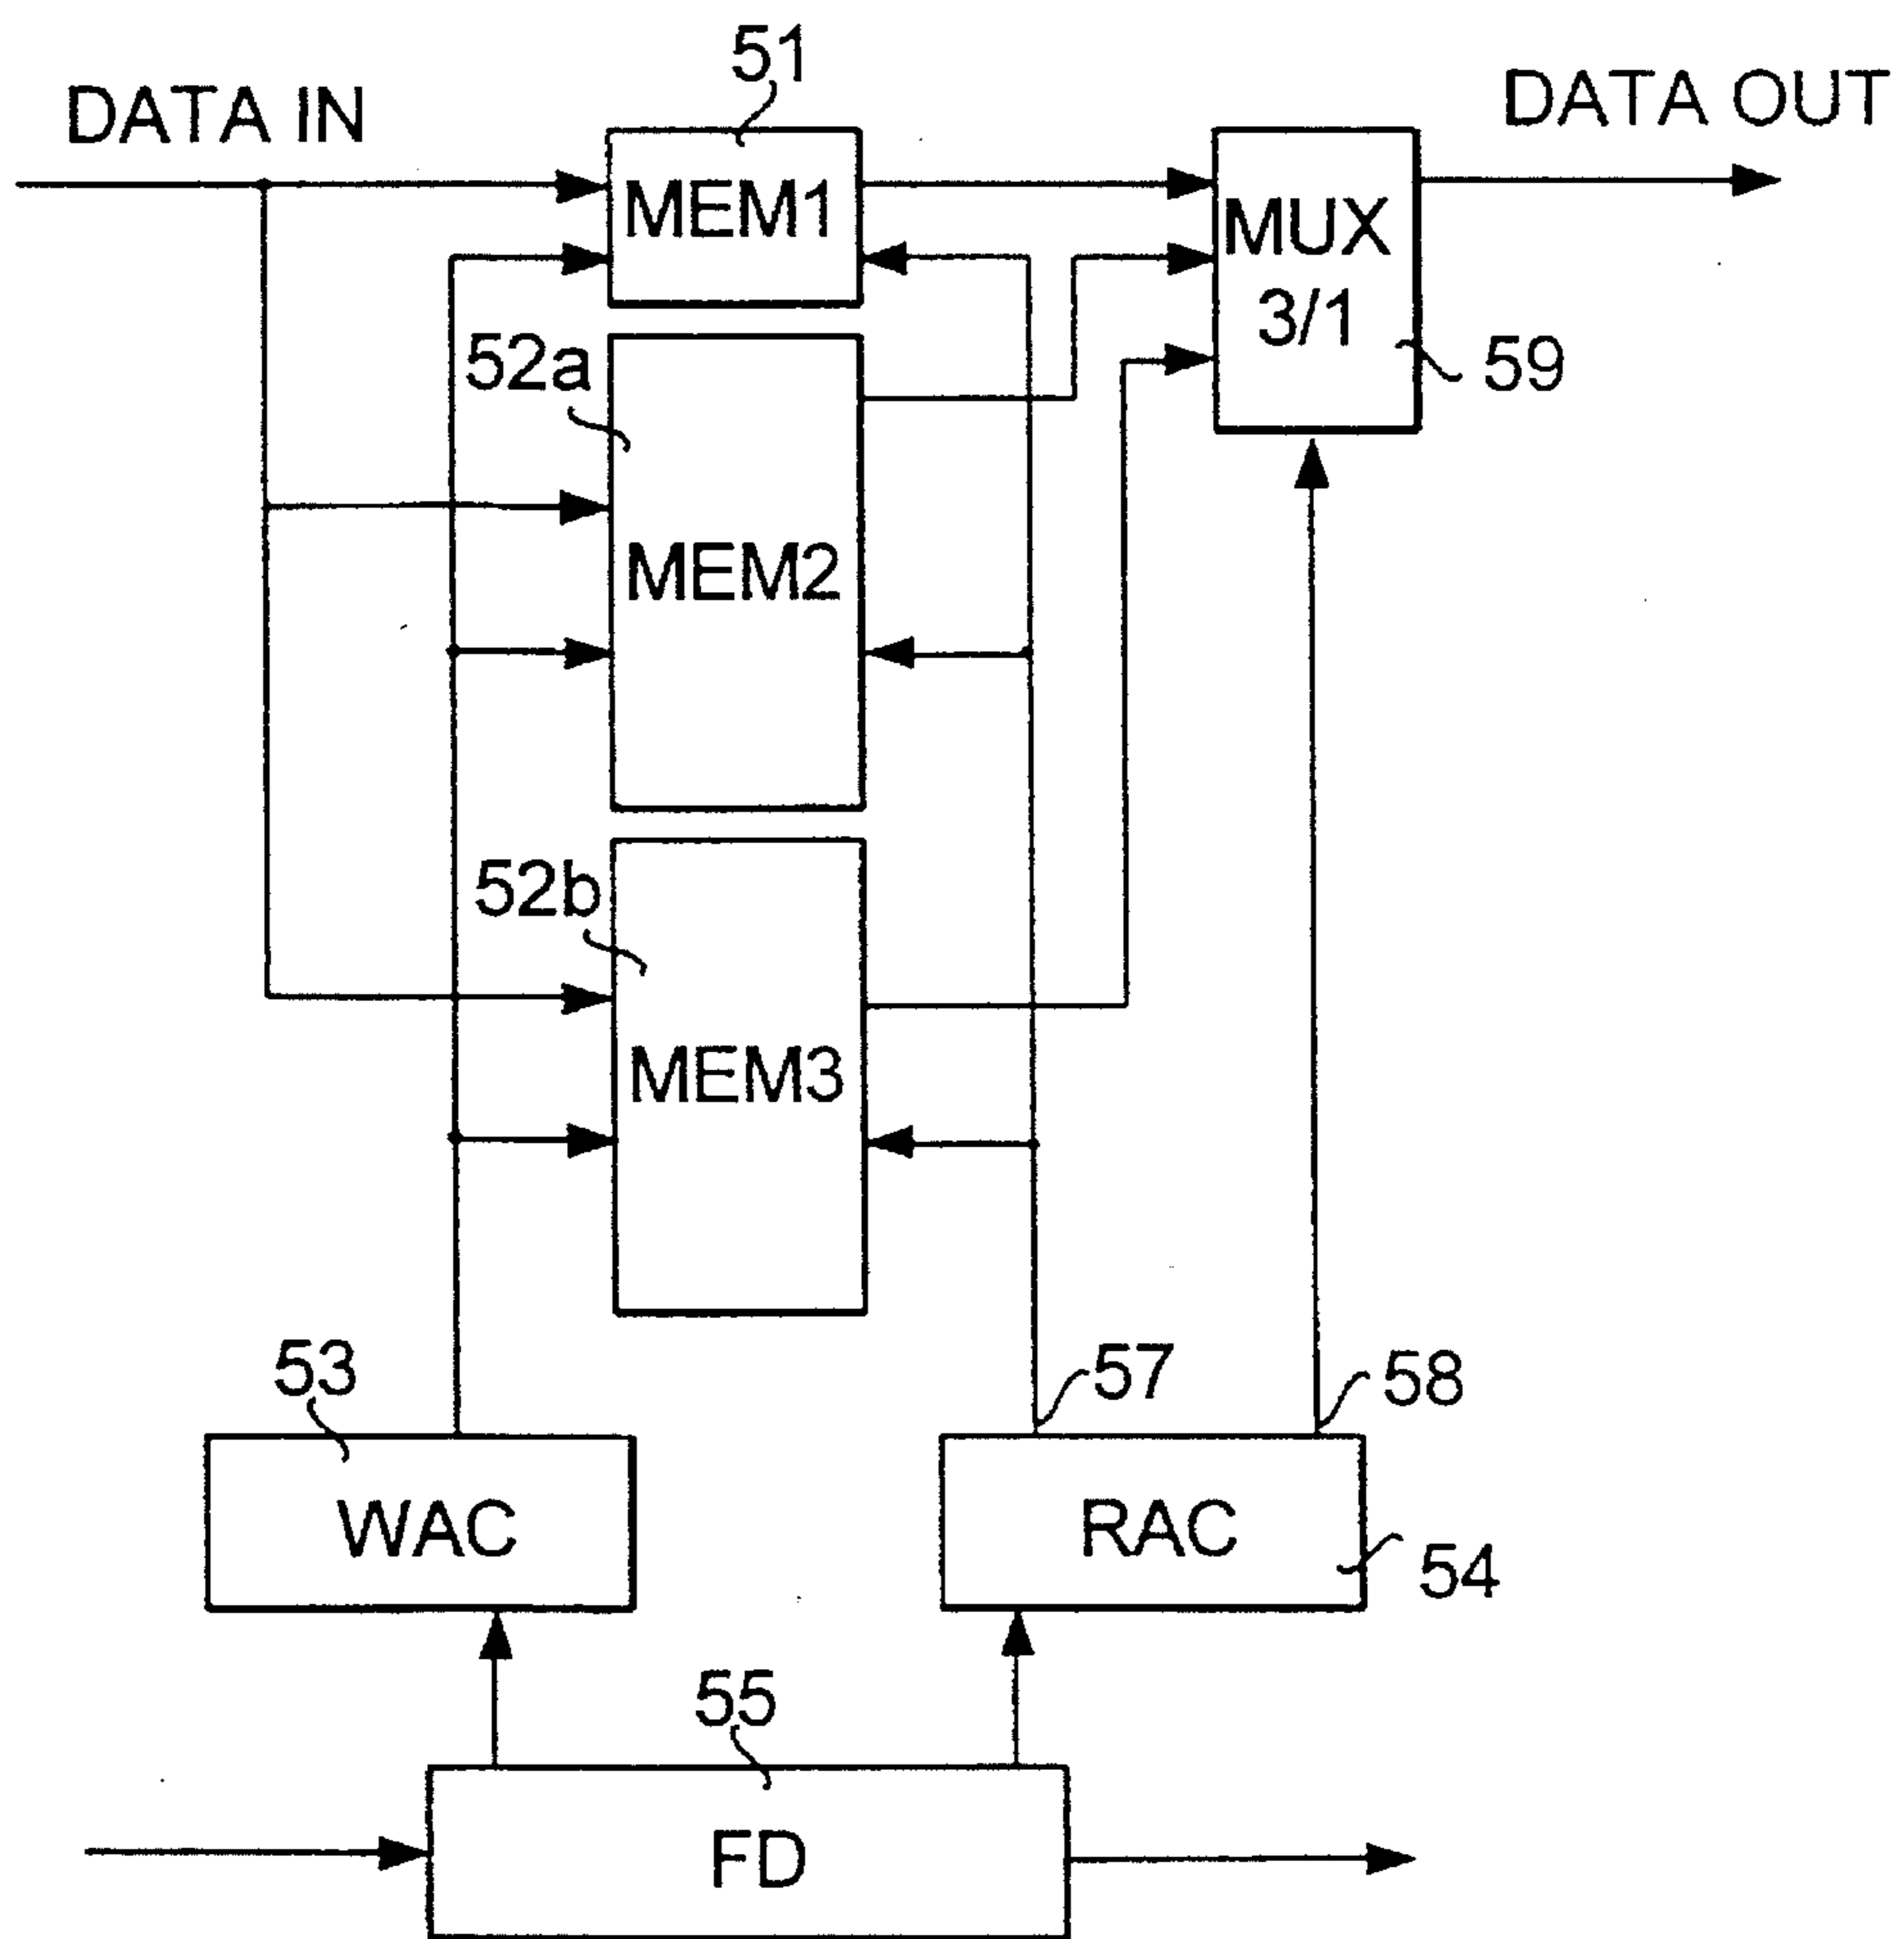 51
DATA IN
DATA OUT
MEM1
MUX
3/1
52a
59
MEM2
52b
MEM3
53
57
58
WAC
RAC
54
55
FD